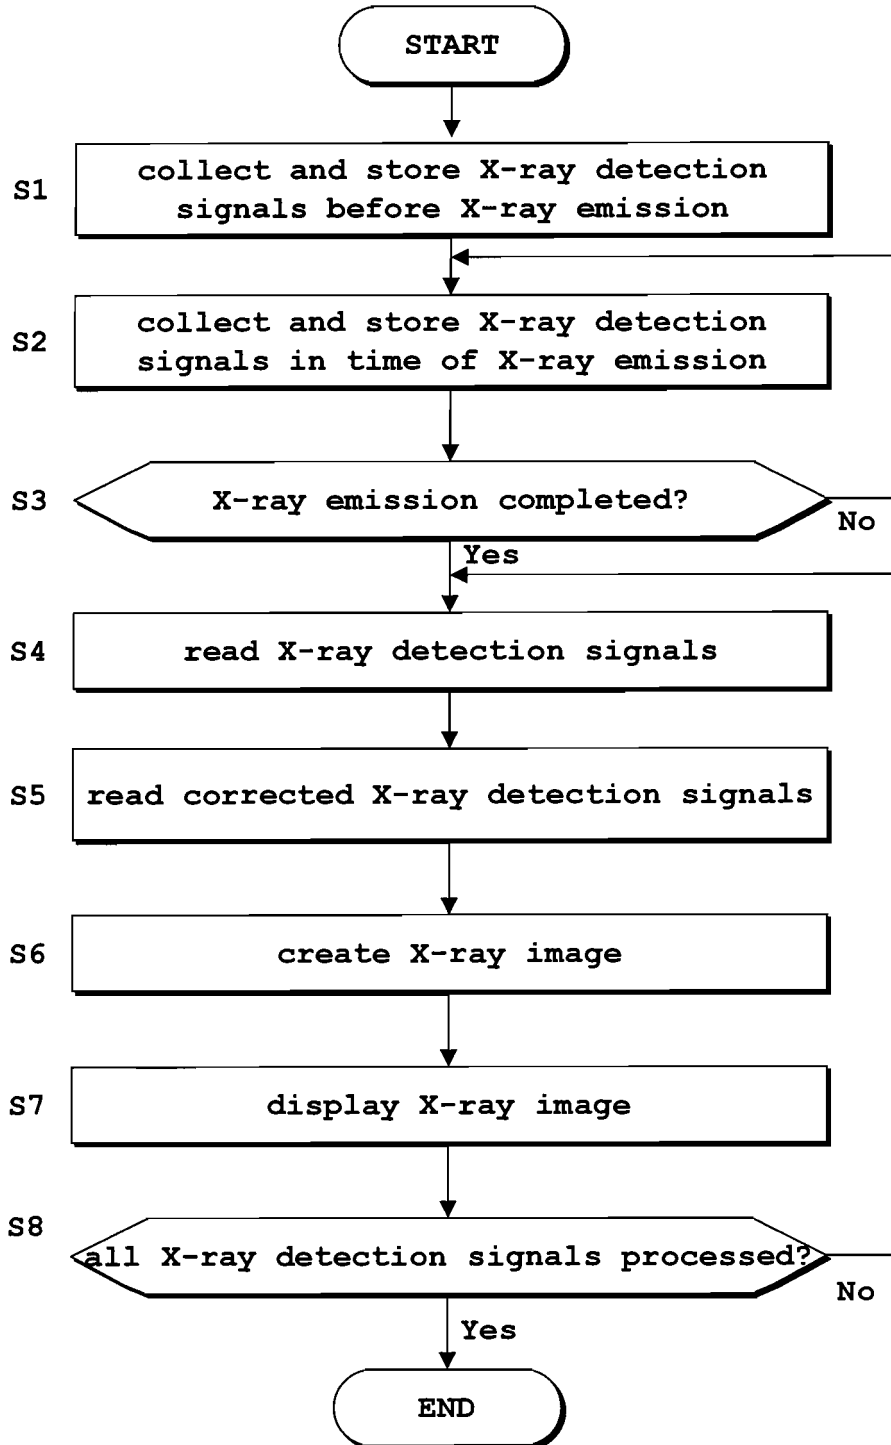 START
S1
collect and store X-ray detection
signals before X-ray emission
S2
collect and store X-ray detection
signals in time of X-ray emission
S3
X-ray emission completed?
No
Yes
S4
read X-ray detection signals
S5
read corrected X-ray detection signals
S6
create X-ray image
S7
display X-ray image
S8
all X-ray detection signals processed?
No
Yes
END